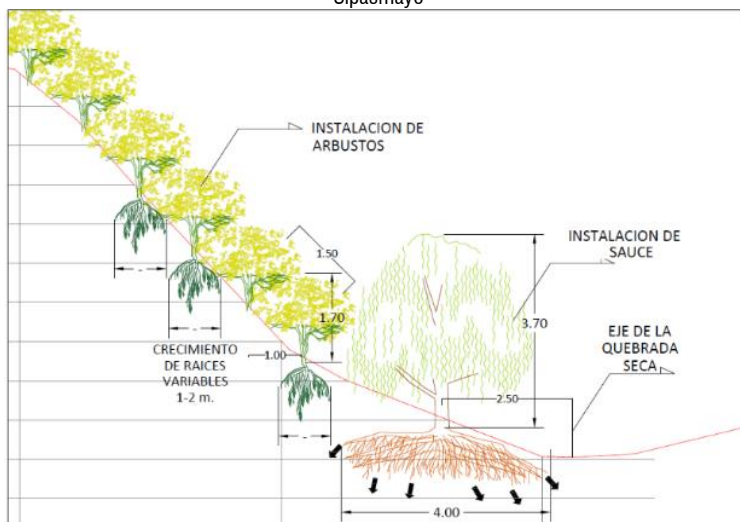 Sipaormayo
INSTALACION DE
ARBUSTOS
INSTALACION DE
SAUCE
1.50
1.70
3.70
EJE DE LA
QUEBRADA
SECA
CRECIMIENTO
DE RAICES
VARIABLES
1-2 m.
1.00
2.50
-
-
-
4.00